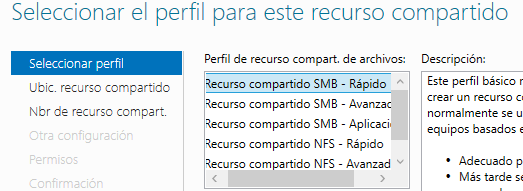 Seleccionar el perfil para este recurso compartido
Seleccionar perfil
Ubic. recurso compartido
Nbr de recurso compart.
Otra configuración
Permisos
Confirmación
Perfil de recurso compart. de archivos:
Recurso compartido SMB - Rápido
Recurso compartido SMB - Avanzad
Recurso compartido SMB - Aplicació
Recurso compartido NFS - Rápido
Recurso compartido NFS - Avanzad
Descripción:
Este perfil básico
crear un recurso co
normalmente se u
equipos basados e
• Adecuado p
• Más tarde se